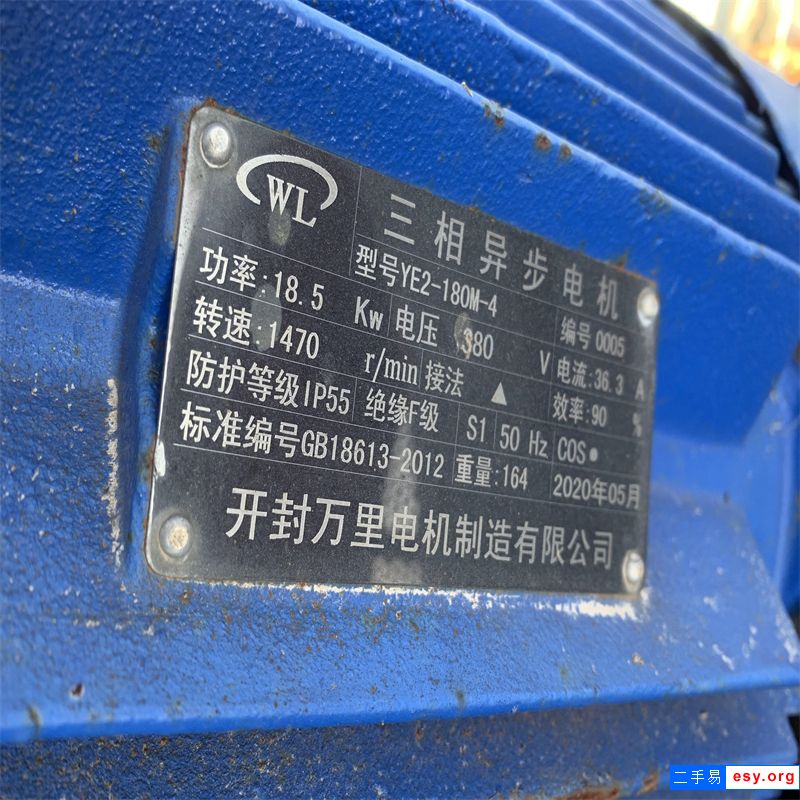 WL 三相异步电机
型号YE2-180M-4 编号 0005
功率:18.5 Kw 电压 380 V 电流:36.3 A
转速:1470 r/min 接法 ▲ 效率:90 %
防护等级IP55 绝缘F级 S1 50 Hz COS●
标准编号GB18613-2012 重量:164 2020年05月
开封万里电机制造有限公司
二手易 esy.org